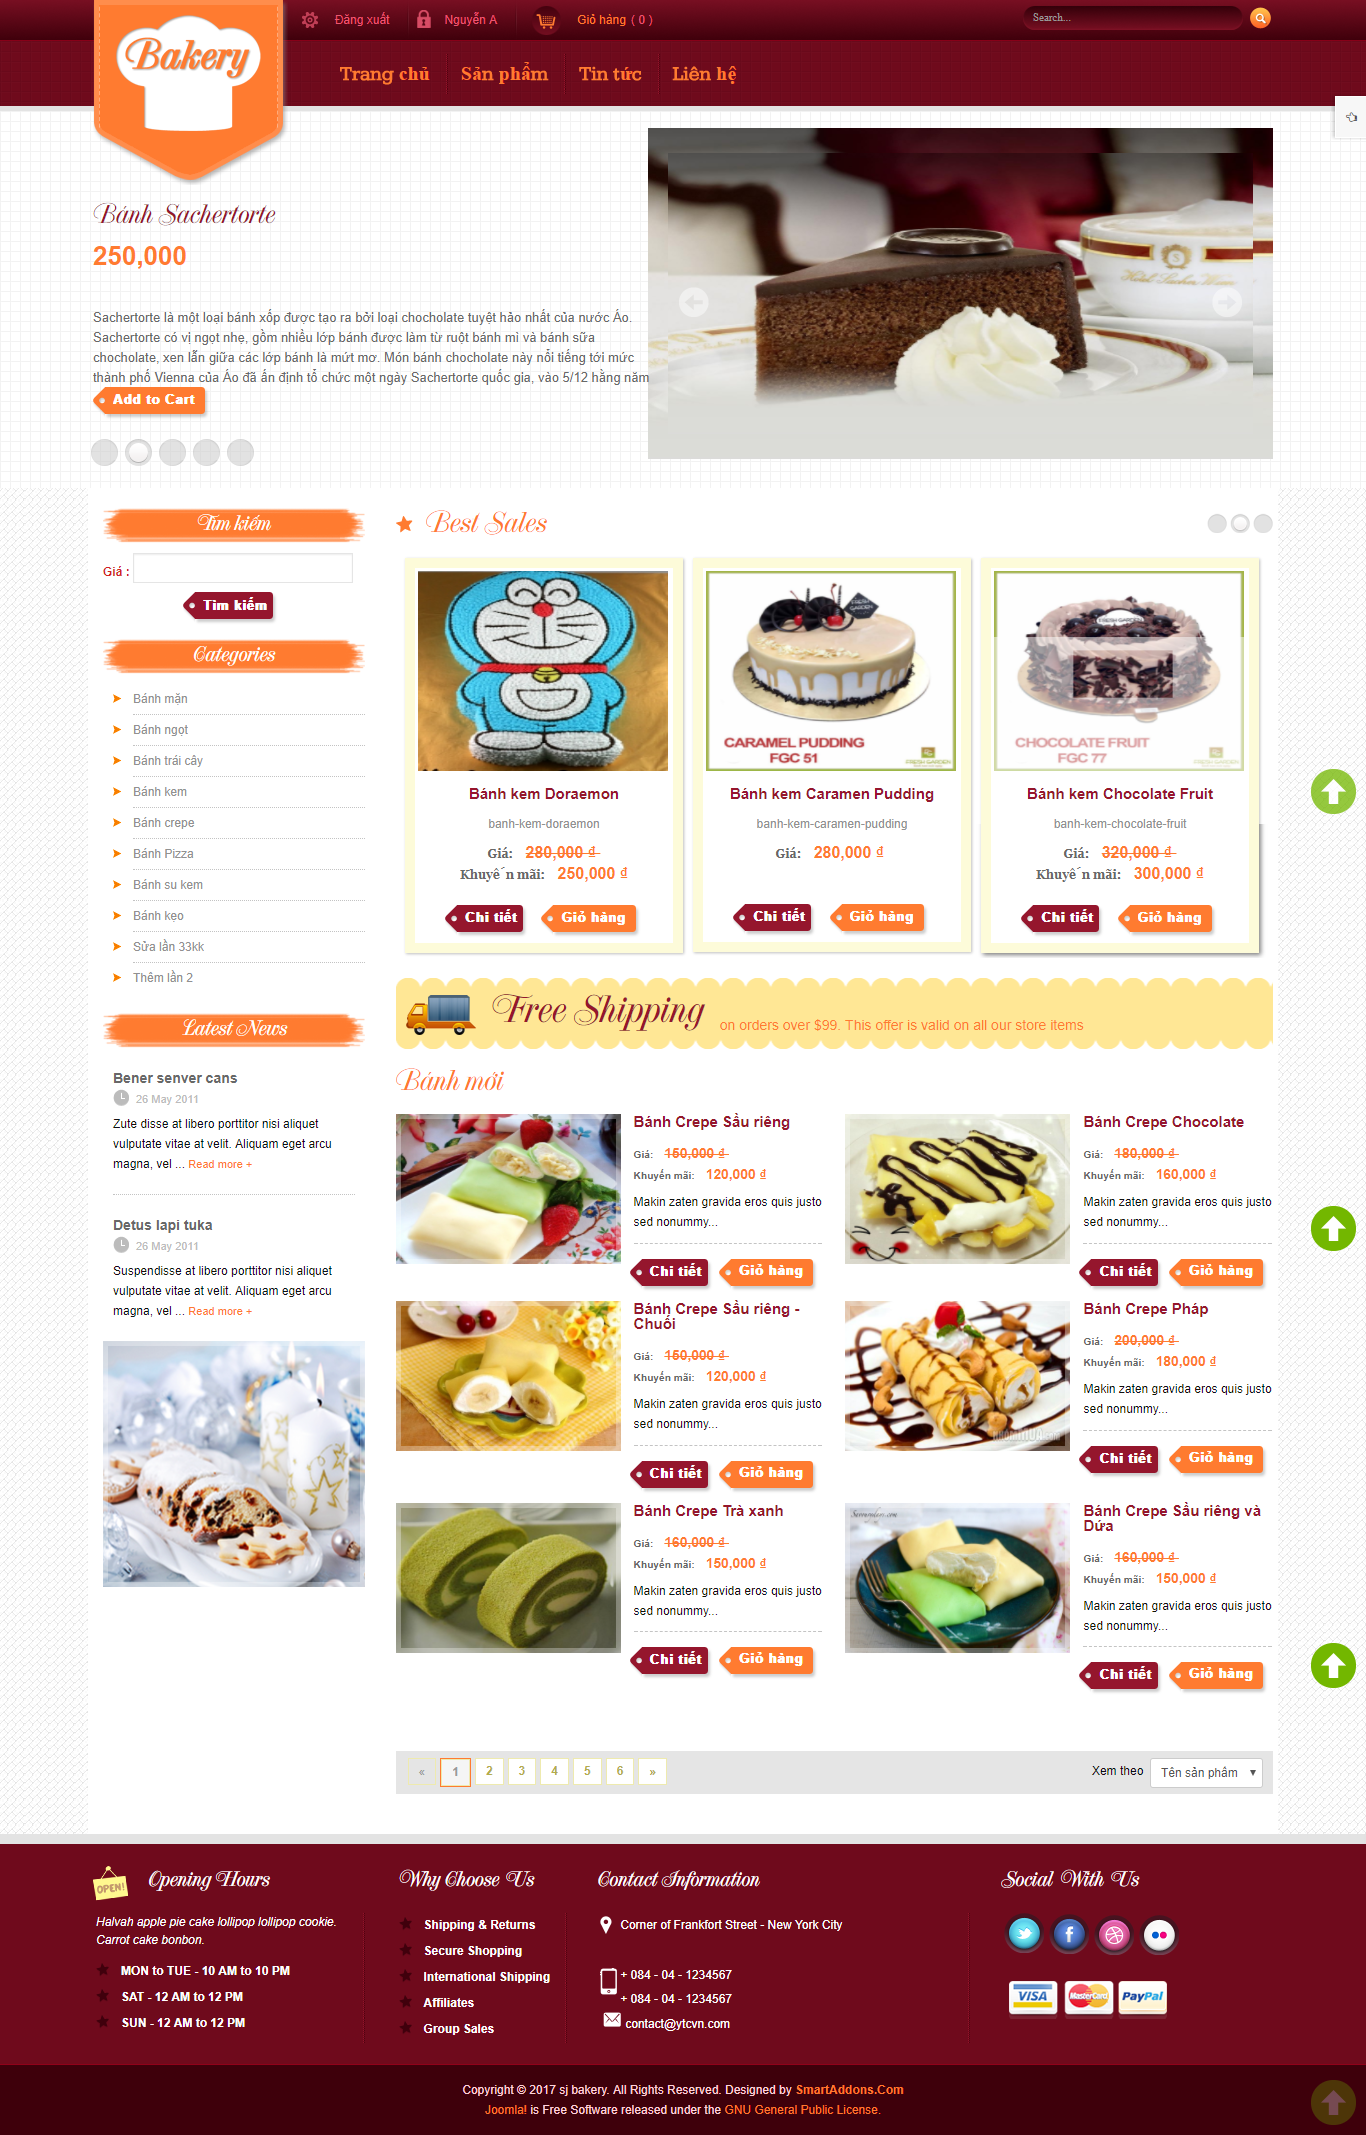 Bakery
Đăng xuất
Nguyễn A
Giỏ hàng ( 0 )
Search...
Trang chủ
Sản phẩm
Tin tức
Liên hệ
Bánh Sachertorte
250,000
Sachertorte là một loại bánh xốp được tạo ra bởi loại chocholate tuyệt hảo nhất của nước Áo.
Sachertorte có vị ngọt nhẹ, gồm nhiều lớp bánh được làm từ ruột bánh mì và bánh sữa
chocholate, xen lẫn giữa các lớp bánh là mứt mơ. Món bánh chocholate này nổi tiếng tới mức
thành phố Vienna của Áo đã ấn định tổ chức một ngày Sachertorte quốc gia, vào 5/12 hằng năm
Add to Cart
Tìm kiếm
Giá :
Tìm kiếm
Categories
Bánh mặn
Bánh ngọt
Bánh trái cây
Bánh kem
Bánh crepe
Bánh Pizza
Bánh su kem
Bánh kẹo
Sửa lần 33kk
Thêm lần 2
Latest News
Bener senver cans
26 May 2011
Zute disse at libero porttitor nisi aliquet
vulputate vitae at velit. Aliquam eget arcu
magna, vel ... Read more +
Detus lapi tuka
26 May 2011
Suspendisse at libero porttitor nisi aliquet
vulputate vitae at velit. Aliquam eget arcu
magna, vel ... Read more +
Best Sales
Bánh kem Doraemon
banh-kem-doraemon
Giá: 280,000 ₫
Khuyến mãi: 250,000 ₫
Chi tiết
Giỏ hàng
CARAMEL PUDDING
FGC 51
FRESH GARDEN
Bánh kem Caramen Pudding
banh-kem-caramen-pudding
Giá: 280,000 ₫
Chi tiết
Giỏ hàng
CHOCOLATE FRUIT
FGC 77
FRESH GARDEN
Bánh kem Chocolate Fruit
banh-kem-chocolate-fruit
Giá: 320,000 ₫
Khuyến mãi: 300,000 ₫
Chi tiết
Giỏ hàng
Free Shipping on orders over $99. This offer is valid on all our store items
Bánh mới
Bánh Crepe Sầu riêng
Giá: 150,000 ₫
Khuyến mãi: 120,000 ₫
Makin zaten gravida eros quis justo
sed nonummy...
Chi tiết
Giỏ hàng
Bánh Crepe Chocolate
Giá: 180,000 ₫
Khuyến mãi: 160,000 ₫
Makin zaten gravida eros quis justo
sed nonummy...
Chi tiết
Giỏ hàng
Bánh Crepe Sầu riêng -
Chuối
Giá: 150,000 ₫
Khuyến mãi: 120,000 ₫
Makin zaten gravida eros quis justo
sed nonummy...
Chi tiết
Giỏ hàng
Bánh Crepe Pháp
Giá: 200,000 ₫
Khuyến mãi: 180,000 ₫
Makin zaten gravida eros quis justo
sed nonummy...
Chi tiết
Giỏ hàng
Bánh Crepe Trà xanh
Giá: 160,000 ₫
Khuyến mãi: 150,000 ₫
Makin zaten gravida eros quis justo
sed nonummy...
Chi tiết
Giỏ hàng
Bánh Crepe Sầu riêng và
Dứa
Giá: 160,000 ₫
Khuyến mãi: 150,000 ₫
Makin zaten gravida eros quis justo
sed nonummy...
Chi tiết
Giỏ hàng
« 1 2 3 4 5 6 »
Xem theo
Tên sản phẩm
OPEN!
Opening Hours
Halvah apple pie cake lollipop lollipop cookie.
Carrot cake bonbon.
MON to TUE - 10 AM to 10 PM
SAT - 12 AM to 12 PM
SUN - 12 AM to 12 PM
Why Choose Us
Shipping & Returns
Secure Shopping
International Shipping
Affiliates
Group Sales
Contact Information
Corner of Frankfort Street - New York City
+ 084 - 04 - 1234567
+ 084 - 04 - 1234567
contact@ytcvn.com
Social With Us
VISA
MasterCard
PayPal
Copyright © 2017 sj bakery. All Rights Reserved. Designed by SmartAddons.Com
Joomla! is Free Software released under the GNU General Public License.